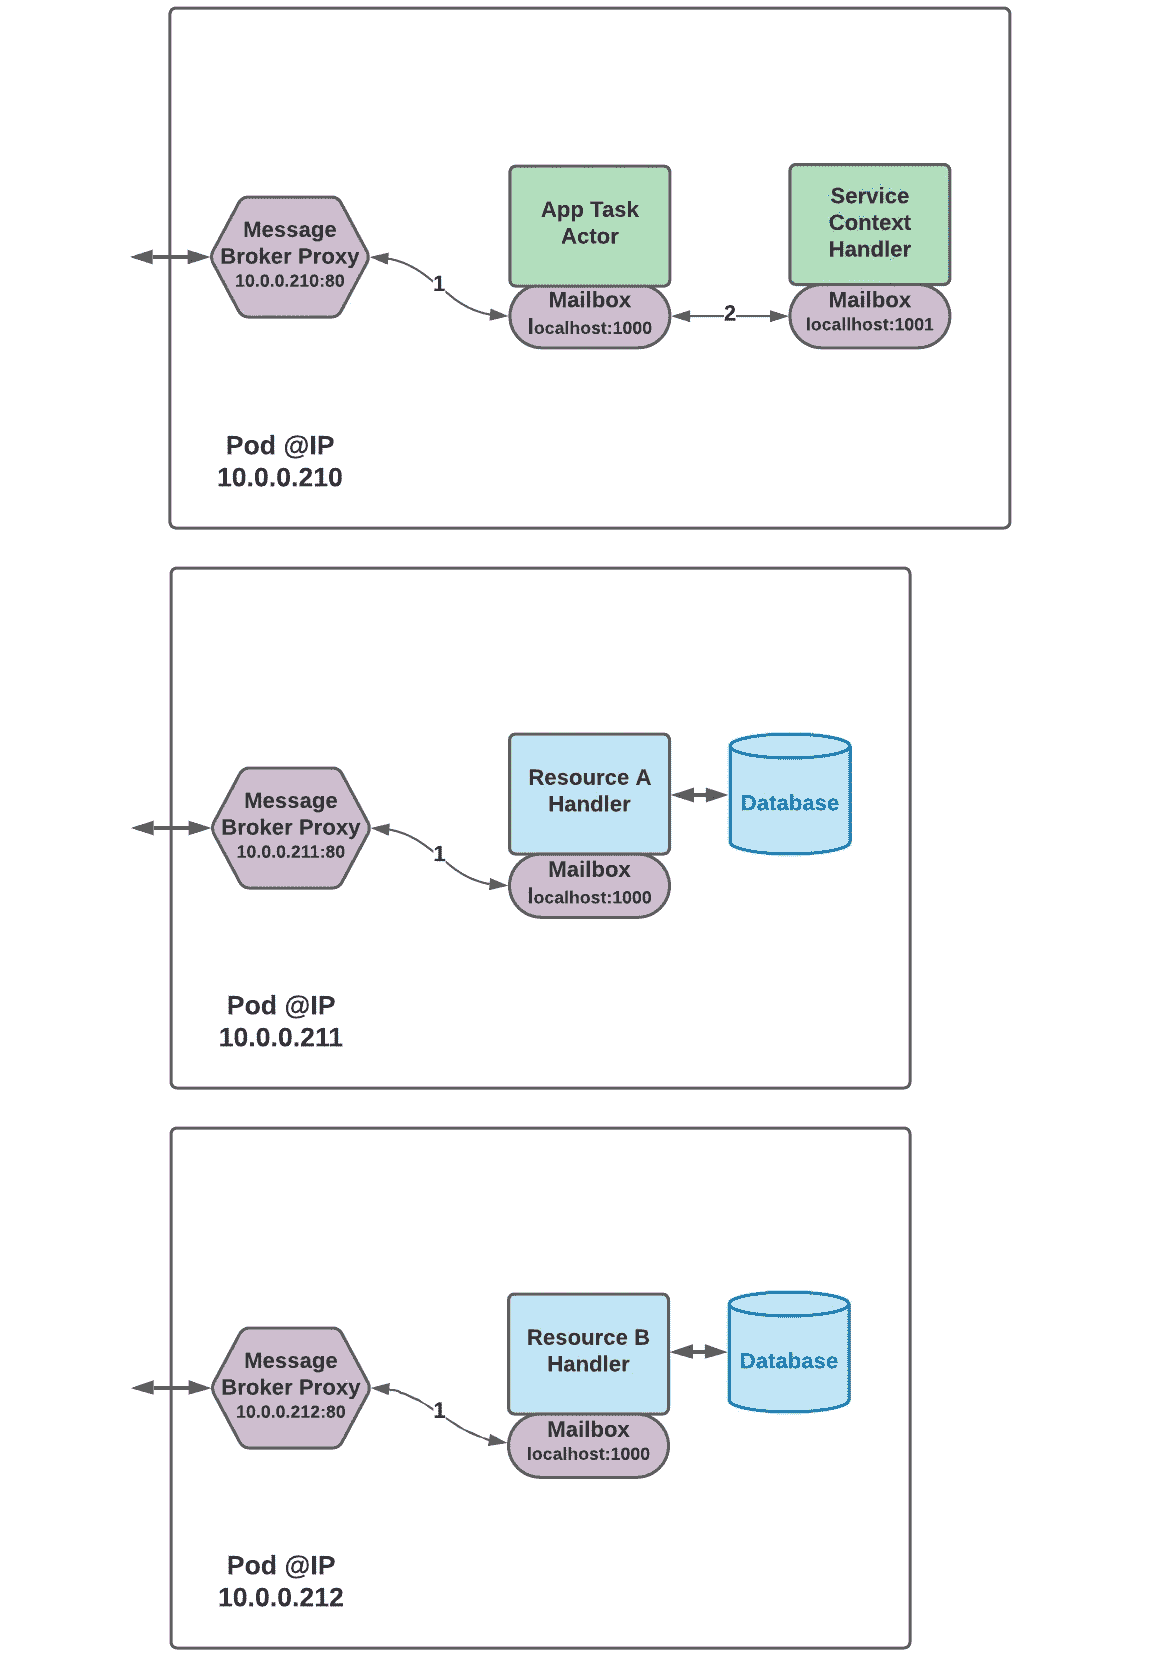 Message
Broker Proxy
10.0.0.210:80
1
App Task
Actor
Mailbox
localhost:1000
2
Service
Context
Handler
Mailbox
locallhost:1001
Pod @IP
10.0.0.210
Message
Broker Proxy
10.0.0.211:80
1
Resource A
Handler
Mailbox
localhost:1000
Database
Pod @IP
10.0.0.211
Message
Broker Proxy
10.0.0.212:80
1
Resource B
Handler
Mailbox
localhost:1000
Database
Pod @IP
10.0.0.212